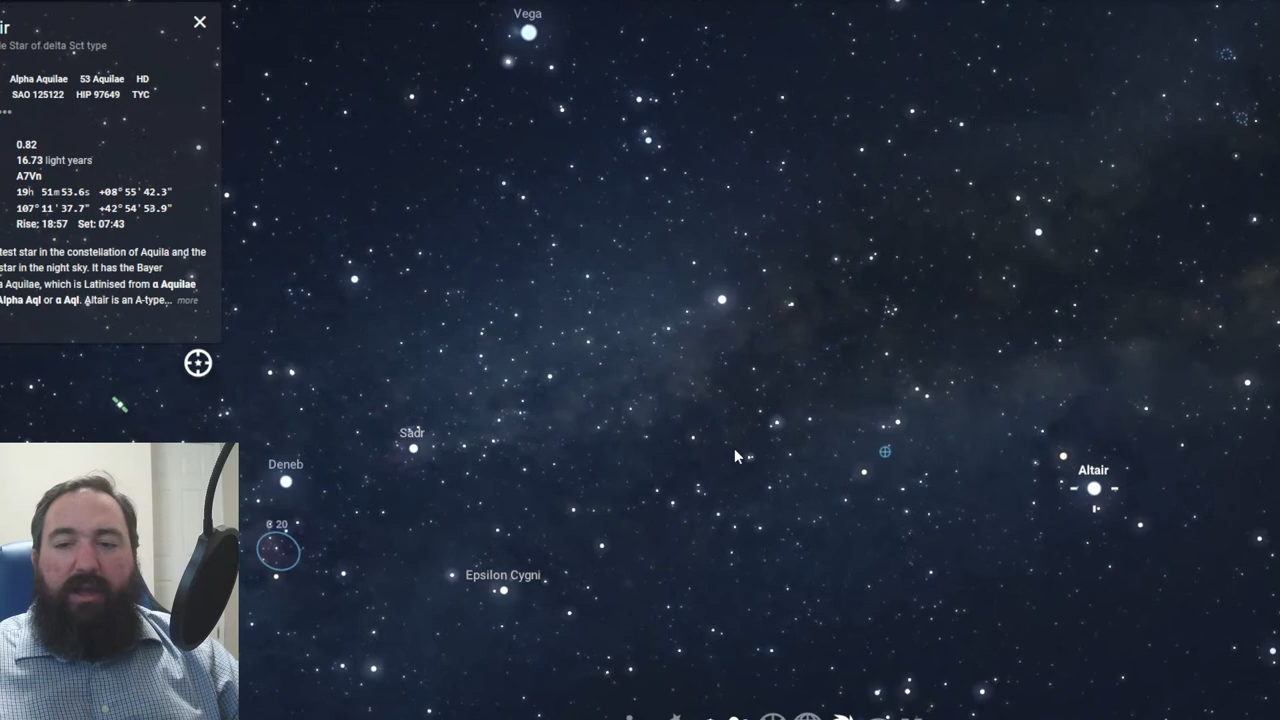 Vega
ir
le Star of delta Sct type
Alpha Aquilae 53 Aquilae HD
SAO 125122 HIP 97649 TYC
0.82
16.73 light years
A7Vn
19h 51m53.6s +08°55'42.3"
107°11'37.7" +42°54'53.9"
Rise: 18:57 Set: 07:43
test star in the constellation of Aquila and the
star in the night sky. It has the Bayer
a Aquilae, which is Latinised from α Aquilae
Alpha Aql or α Aql. Altair is an A-type... more
Sadr
Deneb
Altair
C 20
Epsilon Cygni